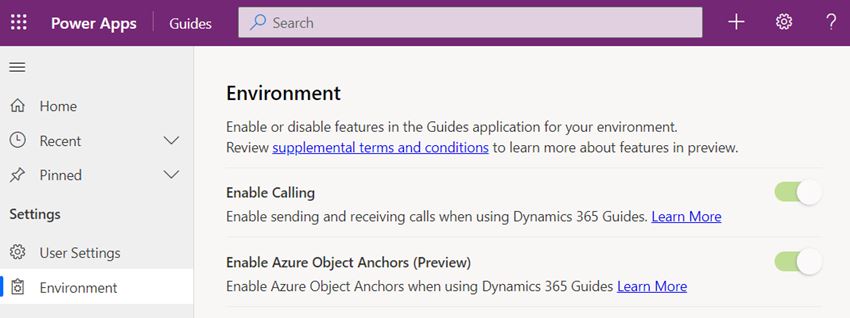 Power Apps Guides Search ?
Home
Recent
Pinned
Settings
User Settings
Environment
Environment
Enable or disable features in the Guides application for your environment.
Review supplemental terms and conditions to learn more about features in preview.
Enable Calling
Enable sending and receiving calls when using Dynamics 365 Guides. Learn More
Enable Azure Object Anchors (Preview)
Enable Azure Object Anchors when using Dynamics 365 Guides Learn More